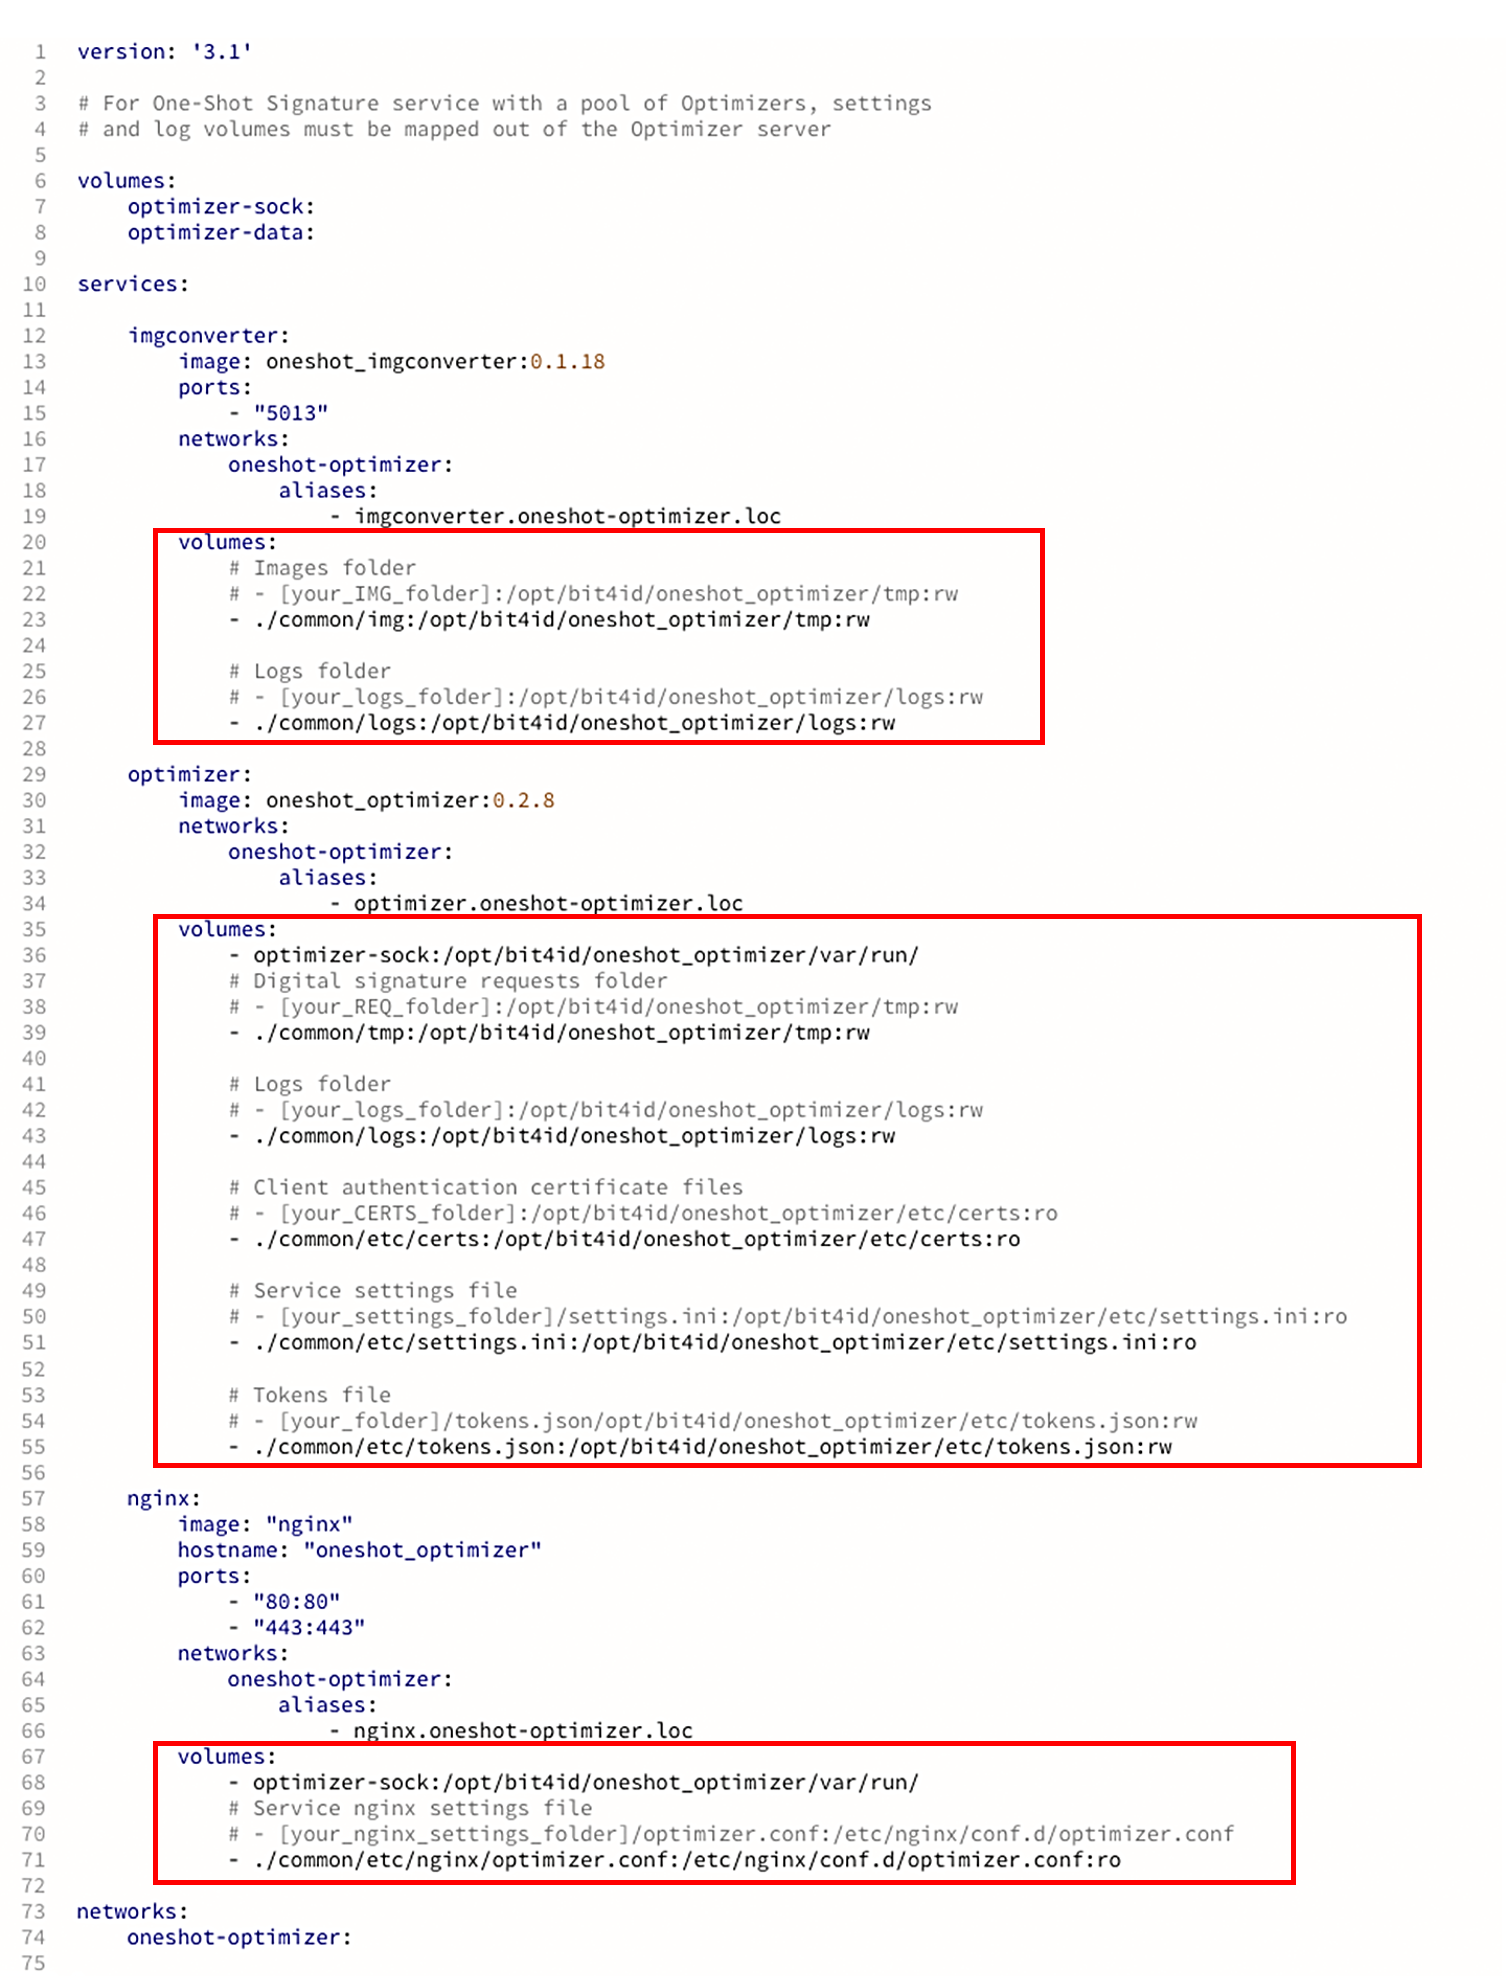 1 version: '3.1'
2
3 # For One-Shot Signature service with a pool of Optimizers, settings
4 # and log volumes must be mapped out of the Optimizer server
5
6 volumes:
7 optimizer-sock:
8 optimizer-data:
9
10 services:
11
12 imgconverter:
13 image: oneshot_imgconverter:0.1.18
14 ports:
15 - "5013"
16 networks:
17 oneshot-optimizer:
18 aliases:
19 - imgconverter.oneshot-optimizer.loc
20 volumes:
21 # Images folder
22 # - [your_IMG_folder]:/opt/bit4id/oneshot_optimizer/tmp:rw
23 - ./common/img:/opt/bit4id/oneshot_optimizer/tmp:rw
24
25 # Logs folder
26 # - [your_logs_folder]:/opt/bit4id/oneshot_optimizer/logs:rw
27 - ./common/logs:/opt/bit4id/oneshot_optimizer/logs:rw
28
29 optimizer:
30 image: oneshot_optimizer:0.2.8
31 networks:
32 oneshot-optimizer:
33 aliases:
34 - optimizer.oneshot-optimizer.loc
35 volumes:
36 - optimizer-sock:/opt/bit4id/oneshot_optimizer/var/run/
37 # Digital signature requests folder
38 # - [your_REQ_folder]:/opt/bit4id/oneshot_optimizer/tmp:rw
39 - ./common/tmp:/opt/bit4id/oneshot_optimizer/tmp:rw
40
41 # Logs folder
42 # - [your_logs_folder]:/opt/bit4id/oneshot_optimizer/logs:rw
43 - ./common/logs:/opt/bit4id/oneshot_optimizer/logs:rw
44
45 # Client authentication certificate files
46 # - [your_CERTS_folder]:/opt/bit4id/oneshot_optimizer/etc/certs:ro
47 - ./common/etc/certs:/opt/bit4id/oneshot_optimizer/etc/certs:ro
48
49 # Service settings file
50 # - [your_settings_folder]/settings.ini:/opt/bit4id/oneshot_optimizer/etc/settings.ini:ro
51 - ./common/etc/settings.ini:/opt/bit4id/oneshot_optimizer/etc/settings.ini:ro
52
53 # Tokens file
54 # - [your_folder]/tokens.json/opt/bit4id/oneshot_optimizer/etc/tokens.json:rw
55 - ./common/etc/tokens.json:/opt/bit4id/oneshot_optimizer/etc/tokens.json:rw
56
57 nginx:
58 image: "nginx"
59 hostname: "oneshot_optimizer"
60 ports:
61 - "80:80"
62 - "443:443"
63 networks:
64 oneshot-optimizer:
65 aliases:
66 - nginx.oneshot-optimizer.loc
67 volumes:
68 - optimizer-sock:/opt/bit4id/oneshot_optimizer/var/run/
69 # Service nginx settings file
70 # - [your_nginx_settings_folder]/optimizer.conf:/etc/nginx/conf.d/optimizer.conf
71 - ./common/etc/nginx/optimizer.conf:/etc/nginx/conf.d/optimizer.conf:ro
72
73 networks:
74 oneshot-optimizer:
75